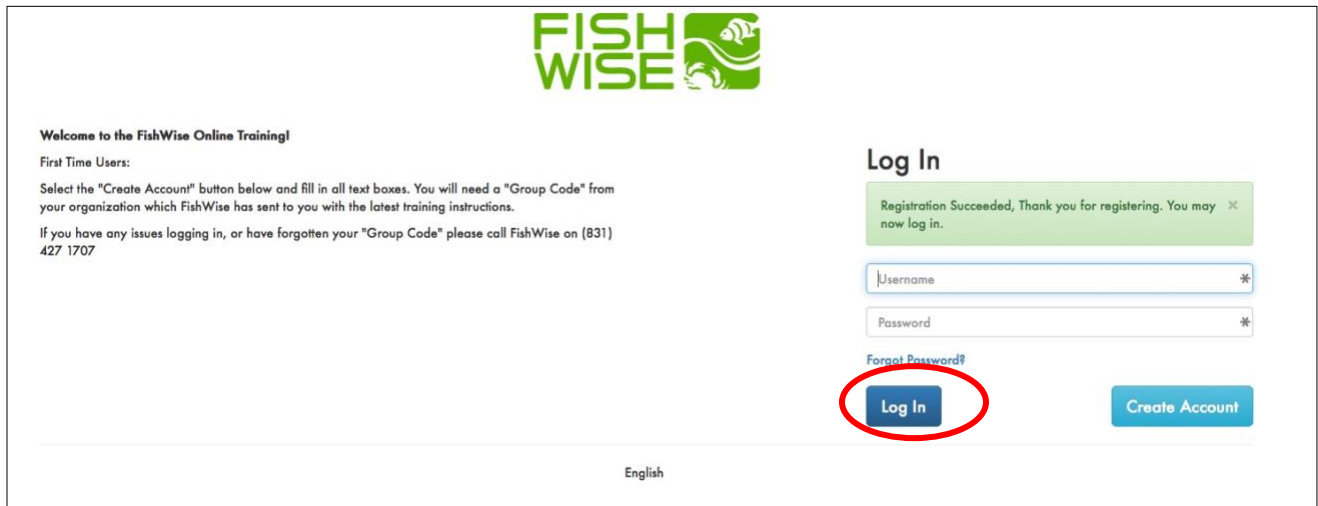 FISH
WISE
Welcome to the FishWise Online Training!
First Time Users:
Select the "Create Account" button below and fill in all text boxes. You will need a "Group Code" from
your organization which FishWise has sent to you with the latest training instructions.
If you have any issues logging in, or have forgotten your "Group Code" please call FishWise on (831)
427 1707
Log In
Registration Succeeded, Thank you for registering. You may ×
now log in.
Username *
Password *
Forgot Password?
Log In
Create Account
English